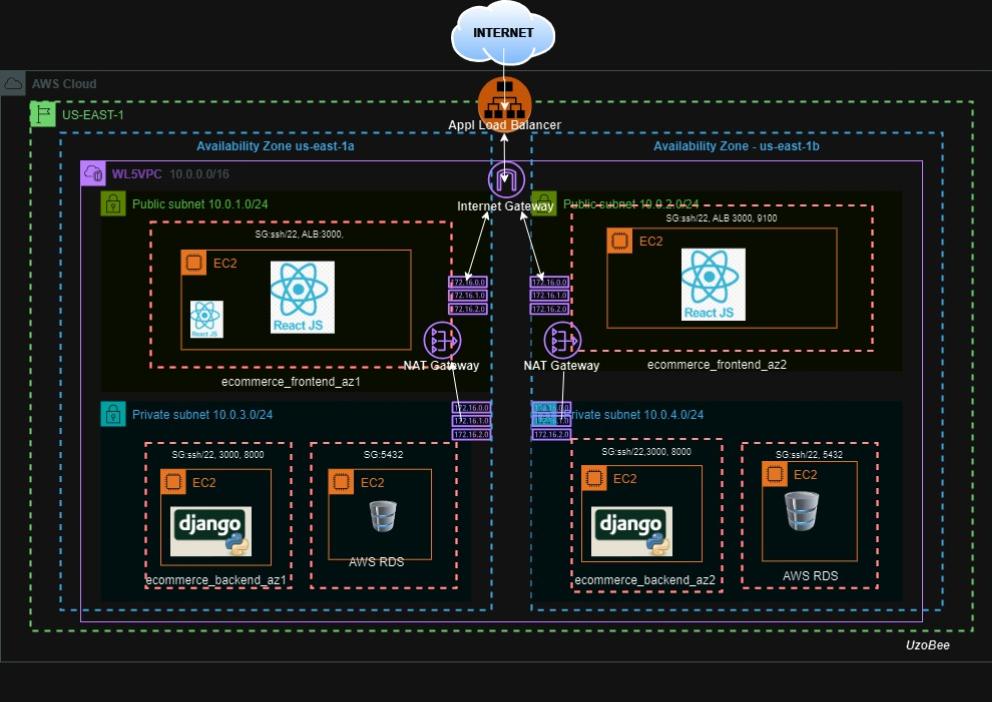 INTERNET
AWS Cloud
US-EAST-1
Appl Load Balancer
Availability Zone us-east-1a
Availability Zone - us-east-1b
WL5VPC 10.0.0.0/16
Internet Gateway
Public subnet 10.0.1.0/24
Public subnet 10.0.2.0/24
SG:ssh/22, ALB:3000,
EC2
React JS
React JS
ecommerce_frontend_az1
SG:ssh/22, ALB 3000, 9100
EC2
React JS
ecommerce_frontend_az2
172.16.0.0
172.16.1.0
172.16.2.0
172.16.0.0
172.16.1.0
172.16.2.0
NAT Gateway
NAT Gateway
Private subnet 10.0.3.0/24
172.16.0.0
172.16.1.0
172.16.2.0
172.16.0.0
172.16.1.0
172.16.2.0
Private subnet 10.0.4.0/24
SG:ssh/22, 3000, 8000
EC2
django
ecommerce_backend_az1
SG:5432
EC2
AWS RDS
SG:ssh/22,3000, 8000
EC2
django
ecommerce_backend_az2
SG:ssh/22, 5432
EC2
AWS RDS
UzoBee